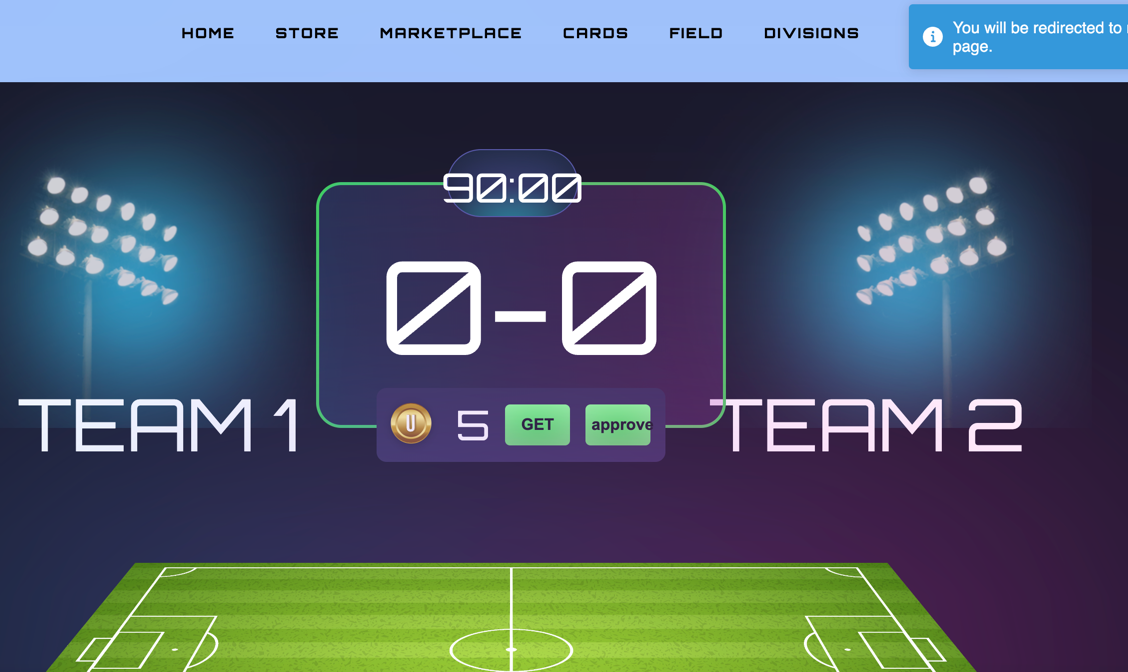 HOME STORE MARKETPLACE CARDS FIELD DIVISIONS
You will be redirected to
page.
90:00
0-0
TEAM 1
U 5 GET approve
TEAM 2